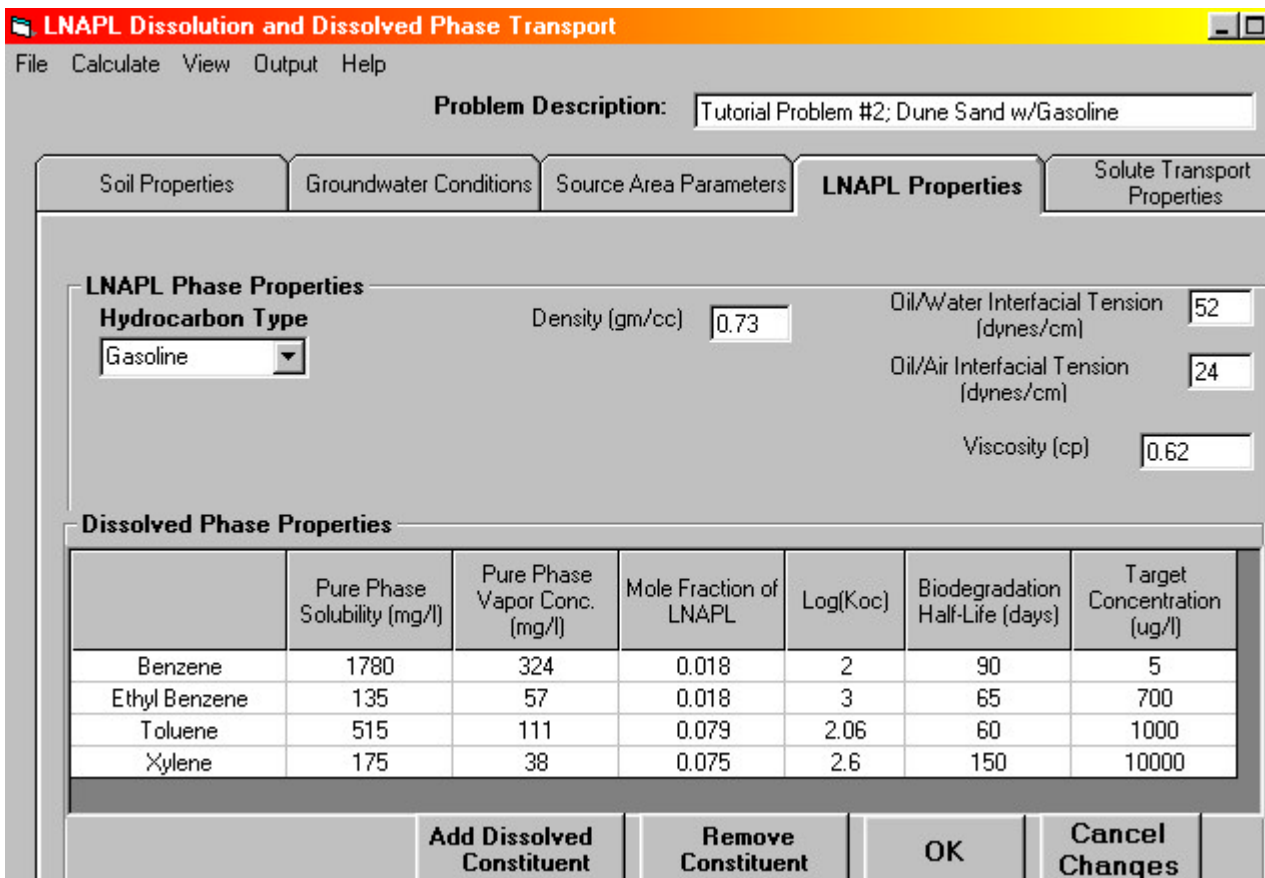 LNAPL Dissolution and Dissolved Phase Transport
File Calculate View Output Help
Problem Description: Tutorial Problem #2; Dune Sand w/Gasoline
Soil Properties
Groundwater Conditions
Source Area Parameters
LNAPL Properties
Solute Transport
Properties
LNAPL Phase Properties
Hydrocarbon Type
Gasoline
Density (gm/cc) 0.73
Oil/Water Interfacial Tension
(dynes/cm)
52
Oil/Air Interfacial Tension
(dynes/cm)
24
Viscosity (cp) 0.62
Dissolved Phase Properties
Pure Phase
Solubility (mg/l)
Pure Phase
Vapor Conc.
(mg/l)
Mole Fraction of
LNAPL
Log(Koc)
Biodegradation
Half-Life (days)
Target
Concentration
(ug/l)
Benzene 1780 324 0.018 2 90 5
Ethyl Benzene 135 57 0.018 3 65 700
Toluene 515 111 0.079 2.06 60 1000
Xylene 175 38 0.075 2.6 150 10000
Add Dissolved
Constituent
Remove
Constituent
OK
Cancel
Changes